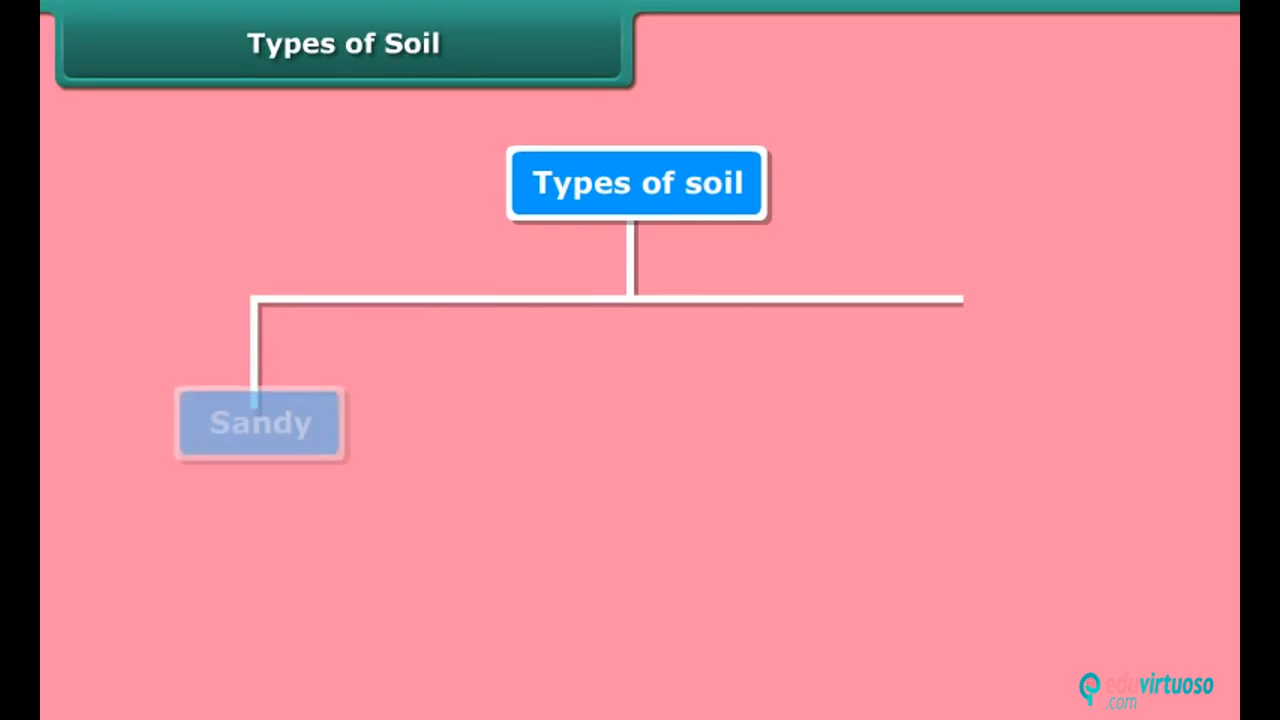 Types of Soil
Types of soil
Sandy
eduvirtuoso
.com